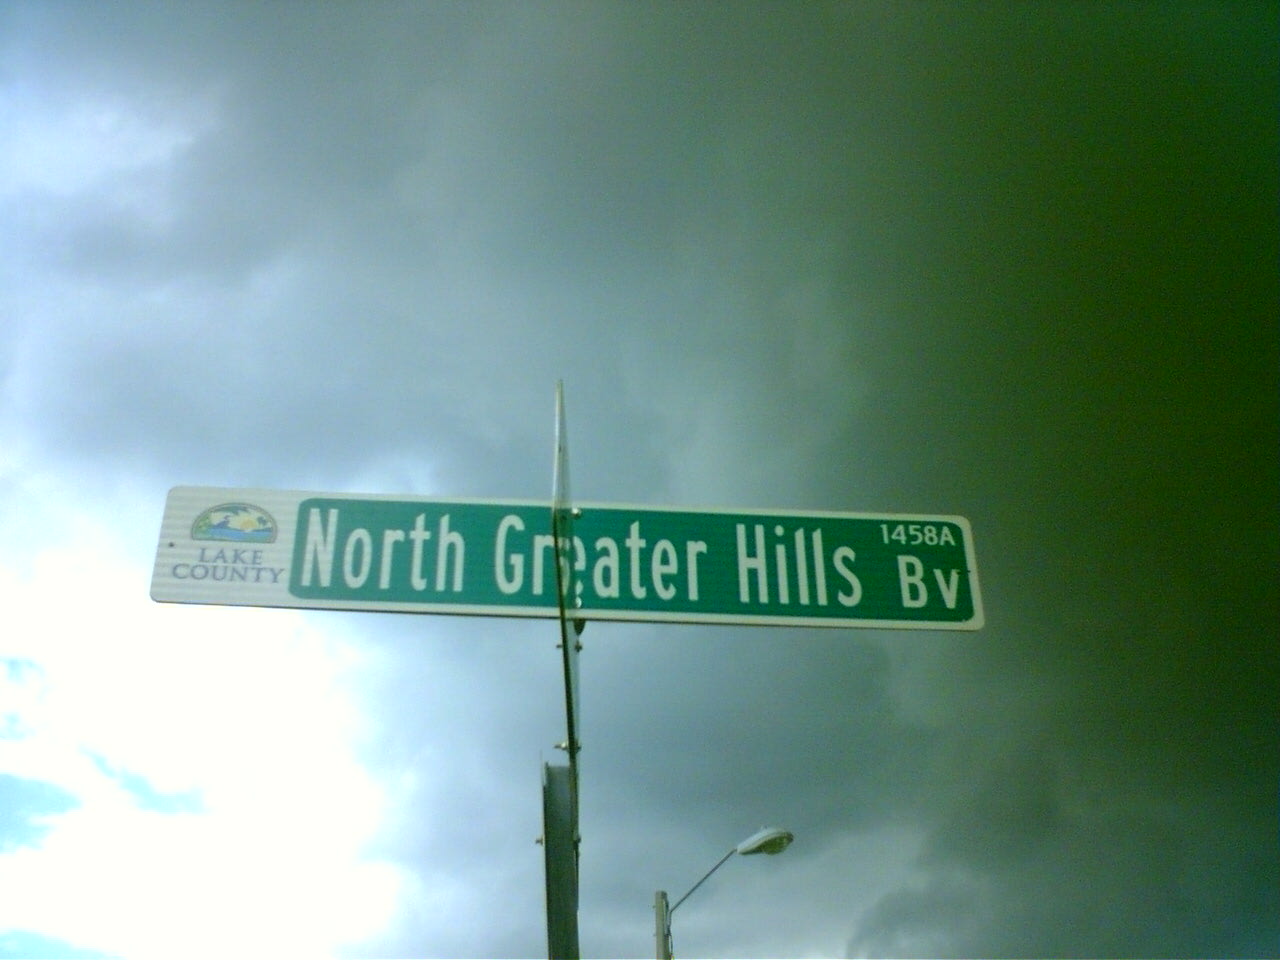 LAKE
COUNTY
North Greater Hills
1458A
Bv